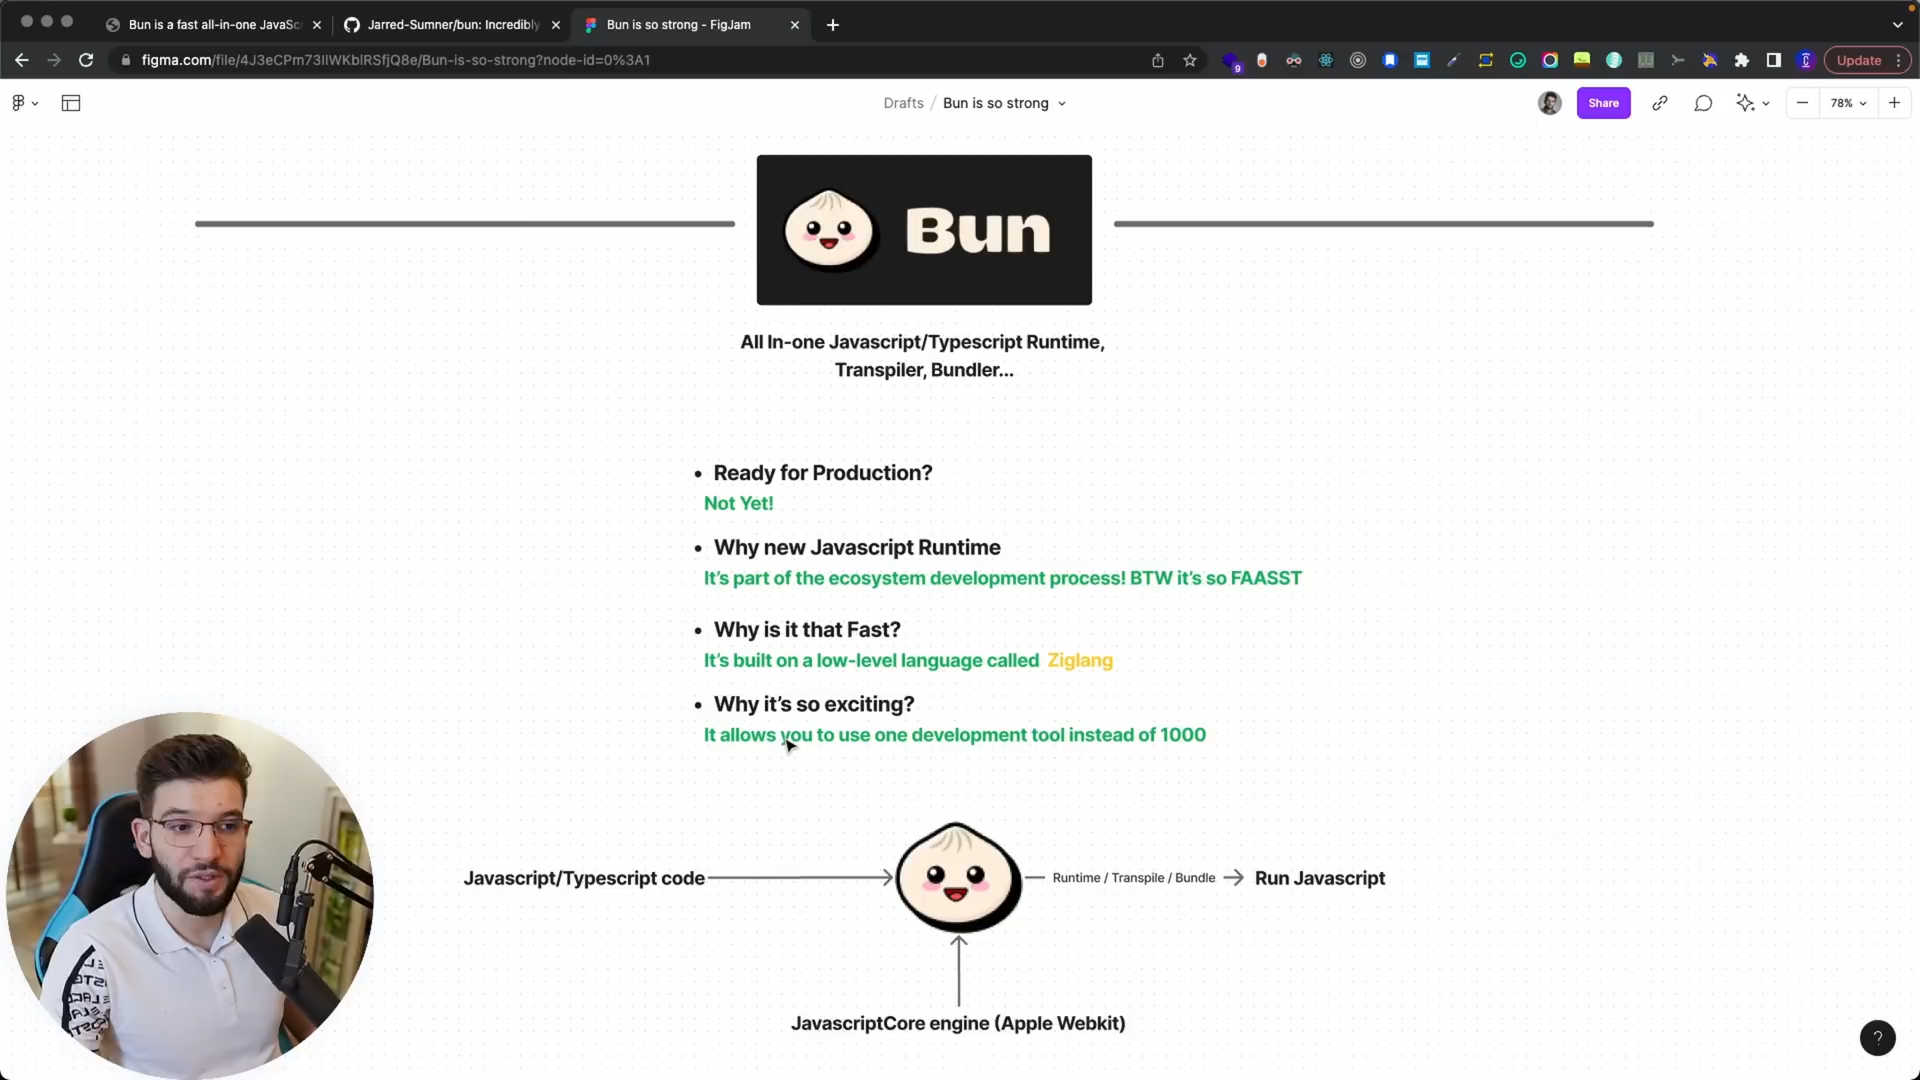 Bun is a fast all-in-one JavaSc
Jarred-Sumner/bun: Incredibly
Bun is so strong - FigJam
figma.com/file/4J3eCPm73IlWKblRSfjQ8e/Bun-is-so-strong?node-id=0%3A1
9
Update
Drafts / Bun is so strong
Share
78%
Bun
All In-one Javascript/Typescript Runtime,
Transpiler, Bundler...
• Ready for Production?
Not Yet!
• Why new Javascript Runtime
It's part of the ecosystem development process! BTW it's so FAASST
• Why is it that Fast?
It's built on a low-level language called Ziglang
• Why it's so exciting?
It allows you to use one development tool instead of 1000
Javascript/Typescript code
Runtime / Transpile / Bundle
Run Javascript
JavascriptCore engine (Apple Webkit)
?